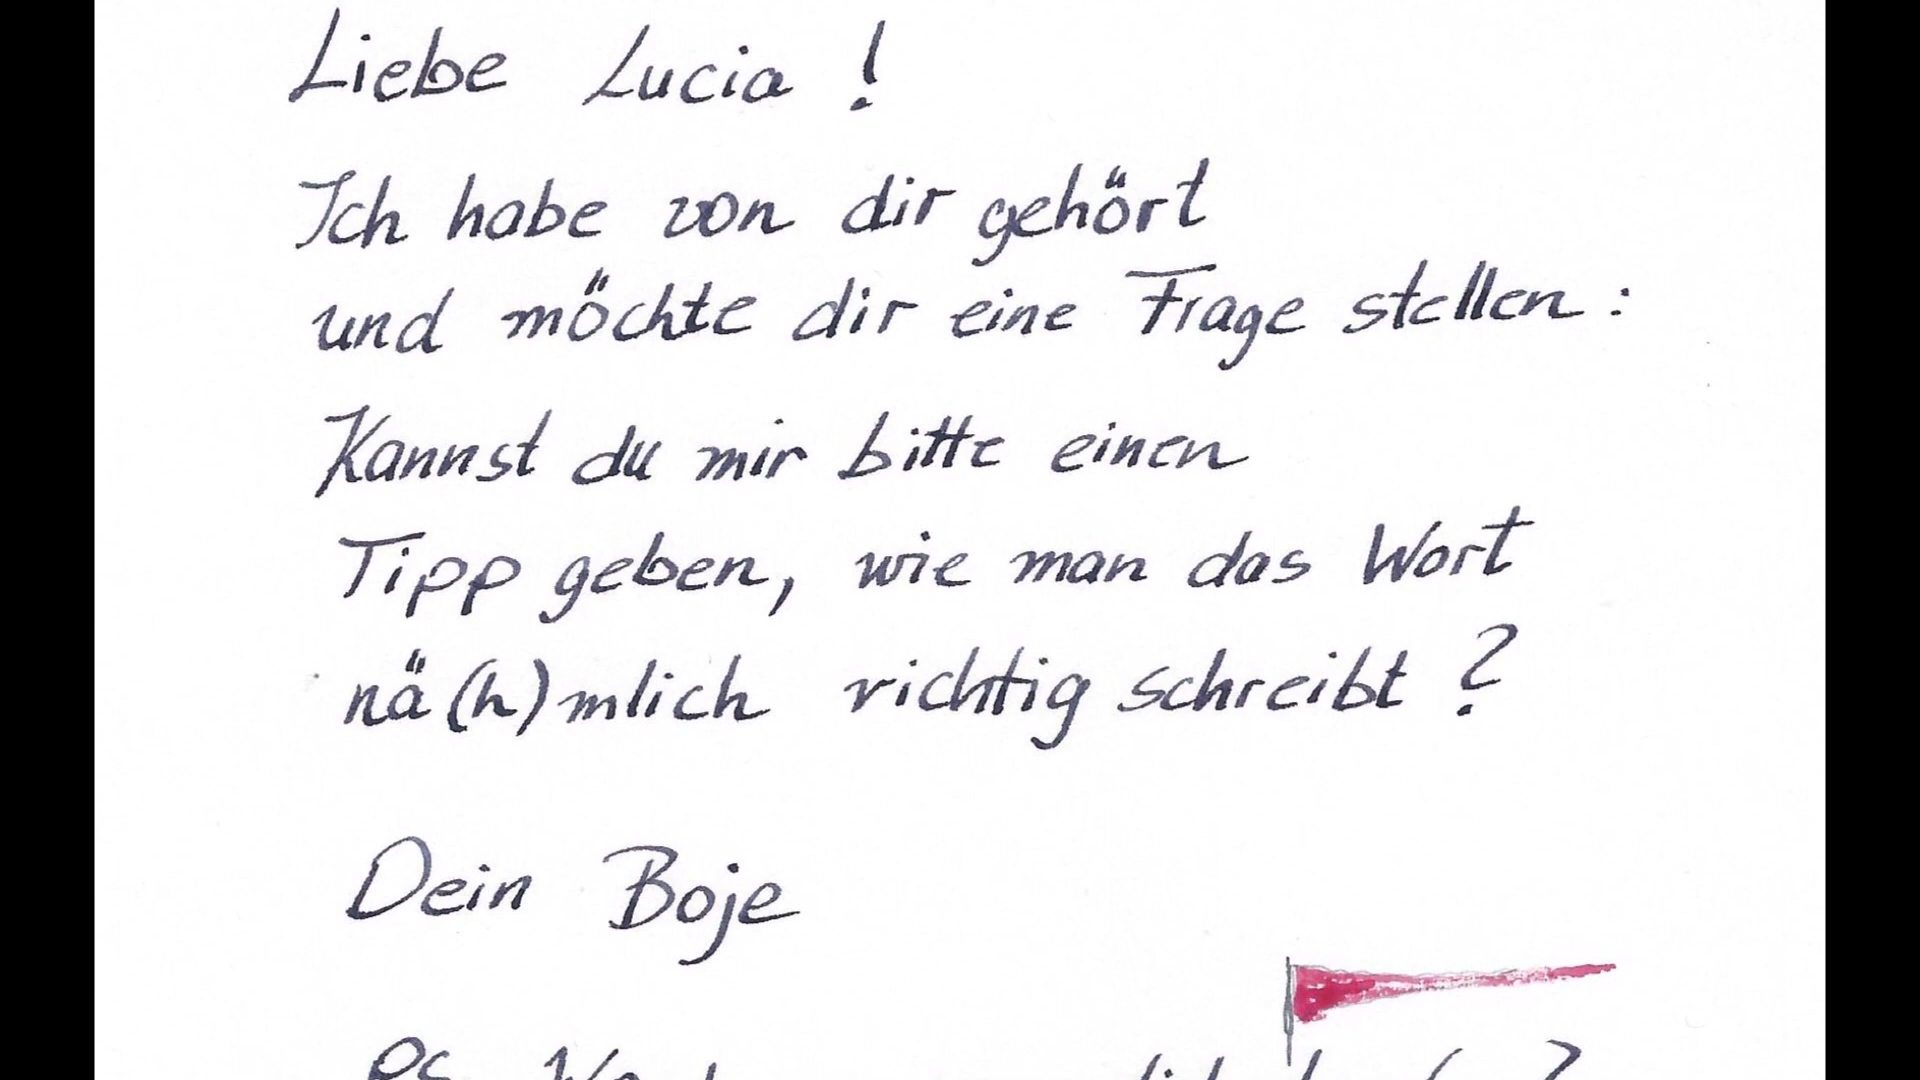 Liebe Lucia !
Ich habe von dir gehört
und möchte dir eine Frage stellen :
Kannst du mir bitte einen
Tipp geben, wie man das Wort
nä(h)mlich richtig schreibt ?
Dein Boje